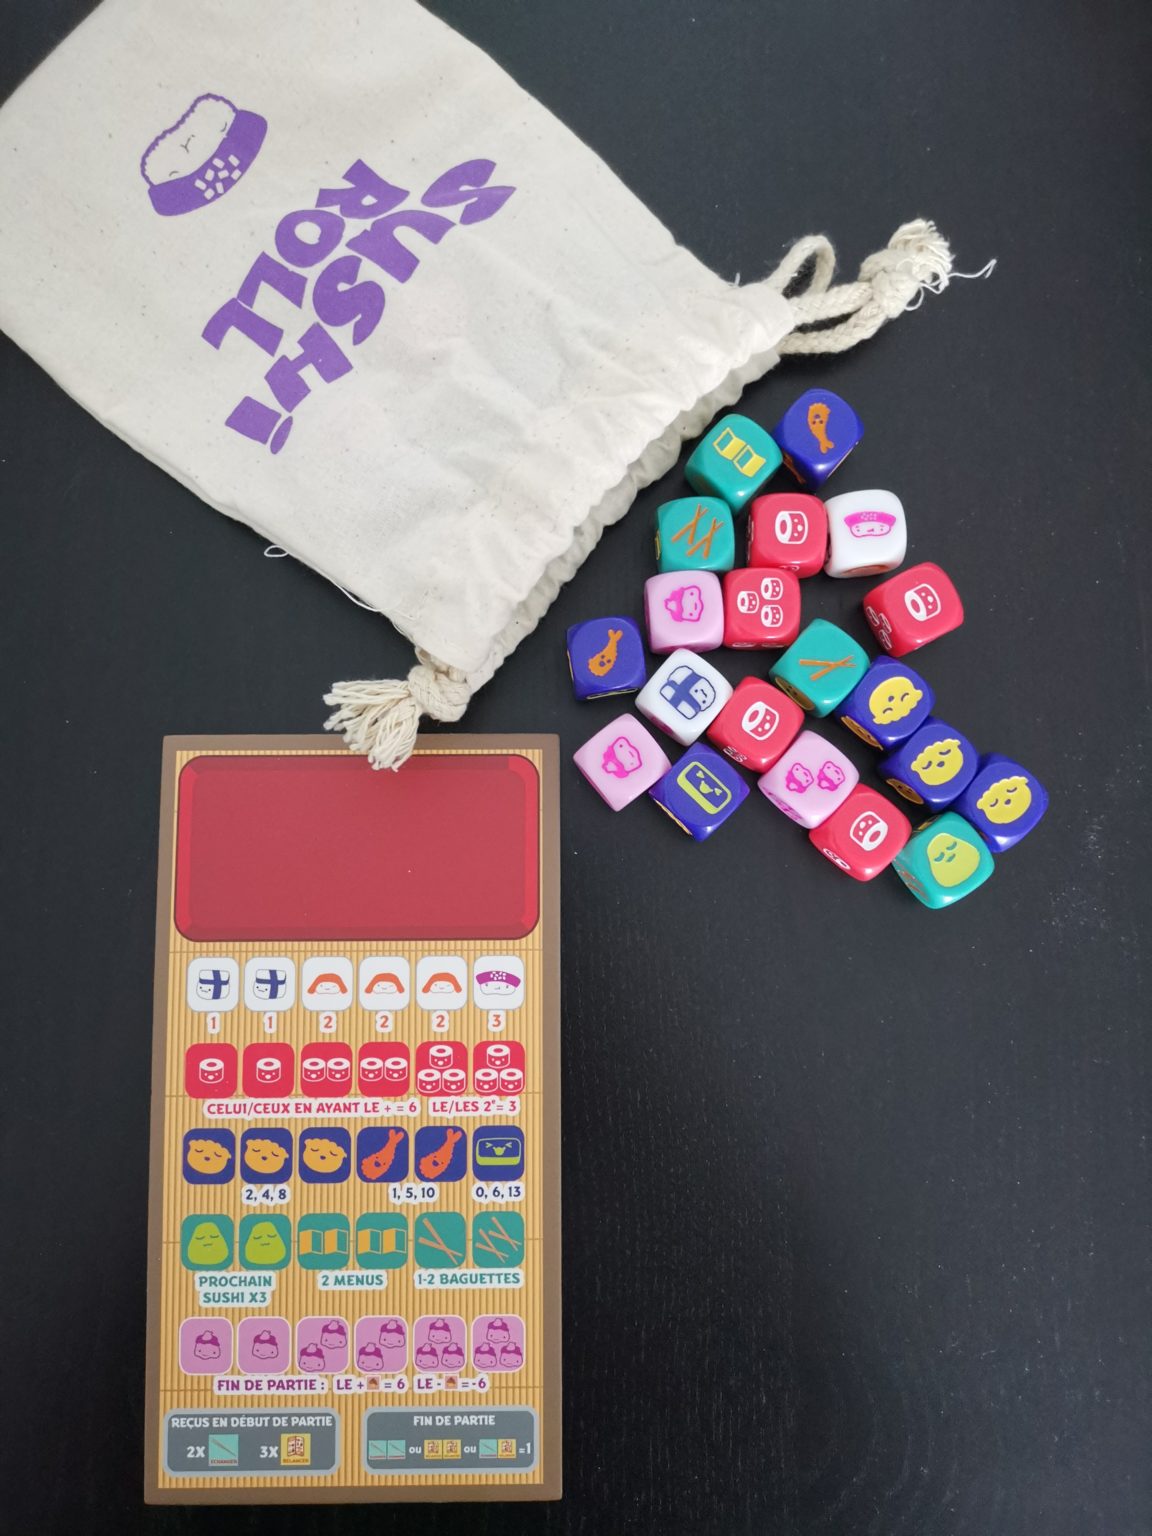 SUSHI
ROLL
1 1 2 2 2 3
CELUI/CEUX EN AYANT LE + = 6 LE/LES 2e = 3
2, 4, 8 1, 5, 10 0, 6, 13
PROCHAIN
SUSHI X3
2 MENUS
1-2 BAGUETTES
FIN DE PARTIE : LE + = 6 LE - = -6
REÇUS EN DÉBUT DE PARTIE
2X 3X
RELANCER
FIN DE PARTIE
OU OU =1